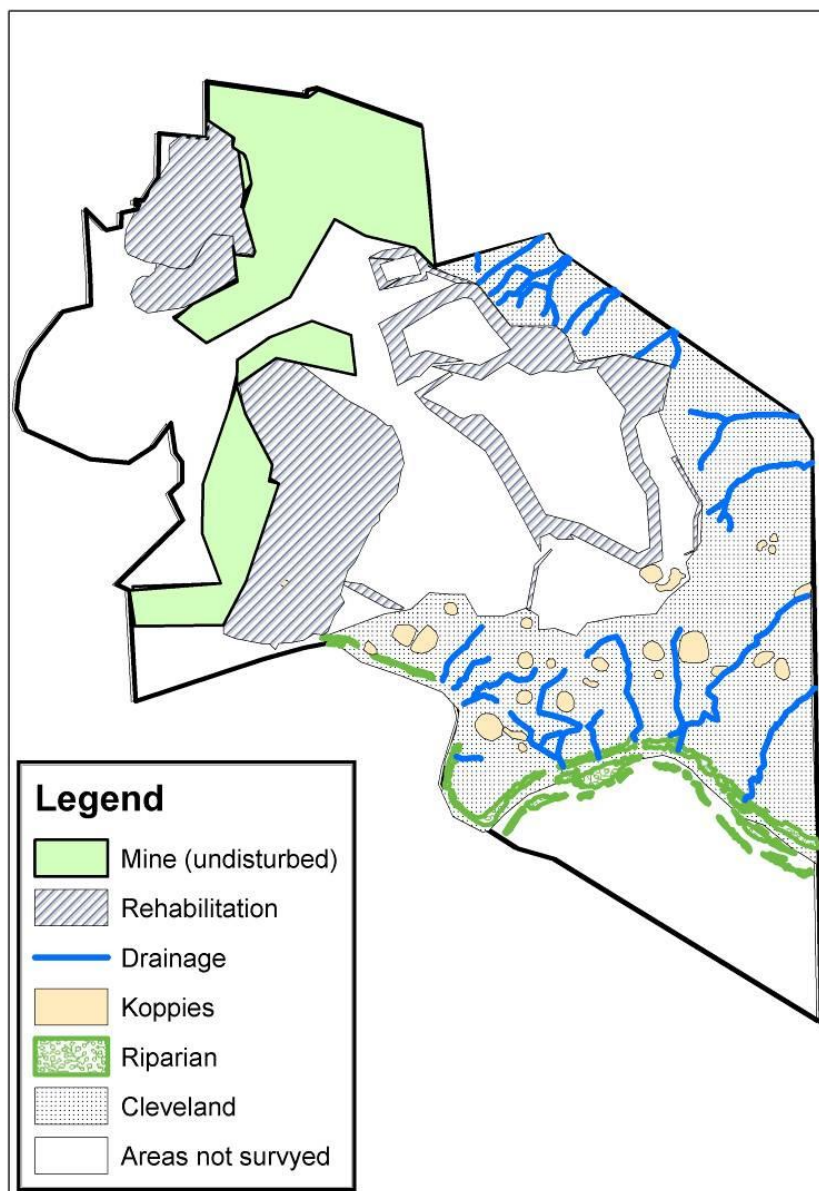 Legend
Mine (undisturbed)
Rehabilitation
Drainage
Koppies
Riparian
Cleveland
Areas not survyed